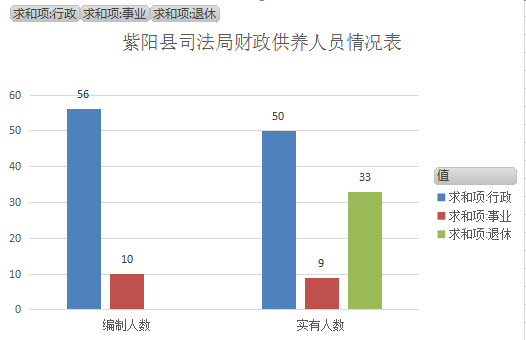 求和项:行政 求和项:事业 求和项:退休
紫阳县司法局财政供养人员情况表
60
50
40
30
20
10
0
56
10
50
9
33
编制人数
实有人数
值
求和项:行政
求和项:事业
求和项:退休